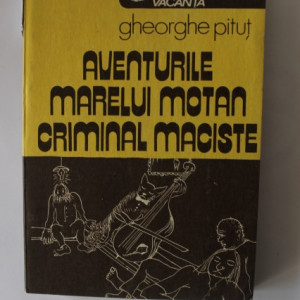 VACANȚA
gheorghe pituț
AVENTURILE
MARELUI MOTAN
CRIMINAL MACISTE